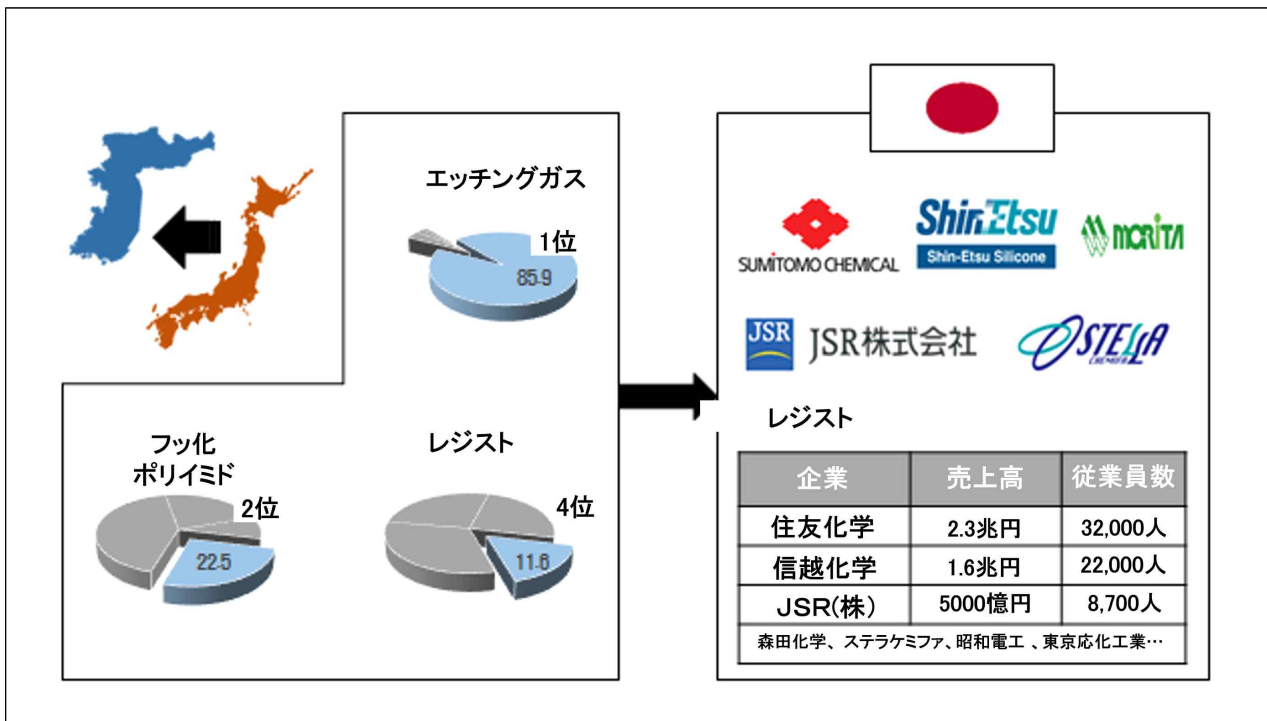 エッチングガス
1位
85.9
フッ化
ポリイミド
2位
22.5
レジスト
4位
11.6
SUMITOMO CHEMICAL
ShinEtsu
Shin-Etsu Silicone
MORITA
JSR
JSR株式会社
STELLA
CHEMIFA
レジスト
企業 売上高 従業員数
住友化学 2.3兆円 32,000人
信越化学 1.6兆円 22,000人
JSR(株) 5000憶円 8,700人
森田化学、ステラケミファ、昭和電工 、東京応化工業…